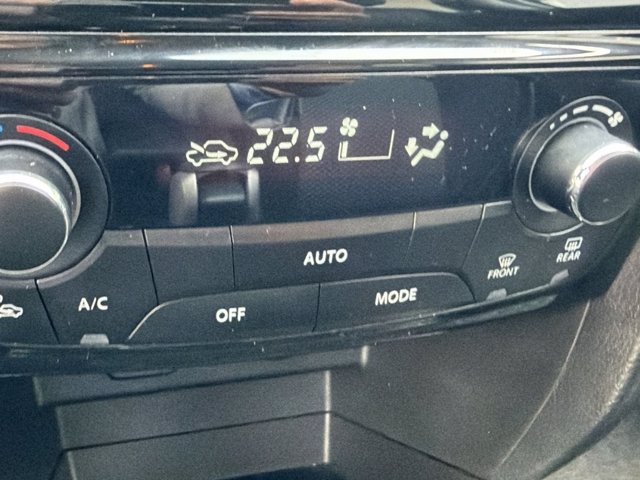 22.5
AUTO
FRONT
REAR
A/C
OFF
MODE